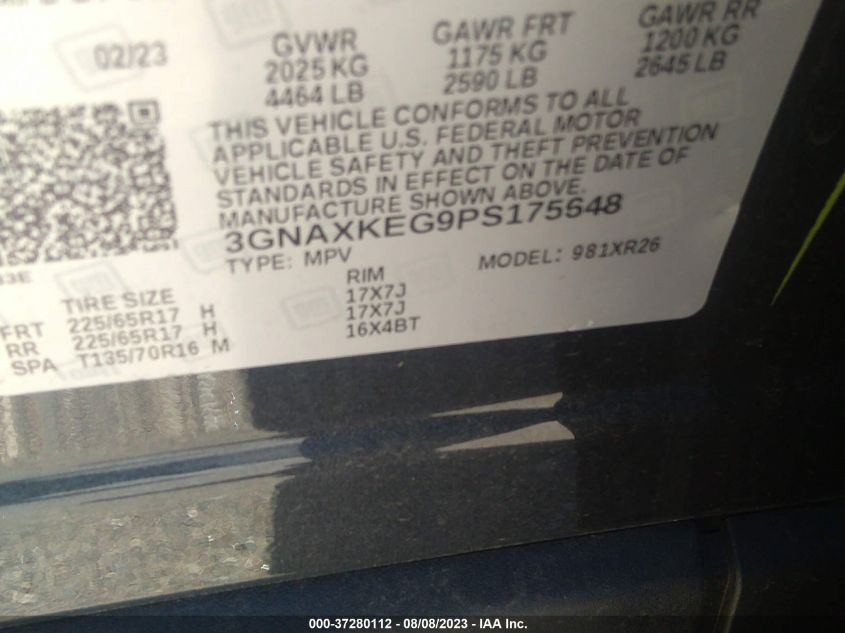 02/23
GVWR
2025 KG
4464 LB
GAWR FRT
1175 KG
2590 LB
GAWR RR
1200 KG
2645 LB
THIS VEHICLE CONFORMS TO ALL
APPLICABLE U.S. FEDERAL MOTOR
VEHICLE SAFETY AND THEFT PREVENTION
STANDARDS IN EFFECT ON THE DATE OF
MANUFACTURE SHOWN ABOVE.
3GNAXKEG9PS175648
TYPE: MPV
MODEL: 981XR26
TIRE SIZE RIM
FRT 225/65R17 H 17X7J
RR 225/65R17 H 17X7J
SPA T135/70R16 M 16X4BT
000-37280112 - 08/08/2023 - IAA Inc.